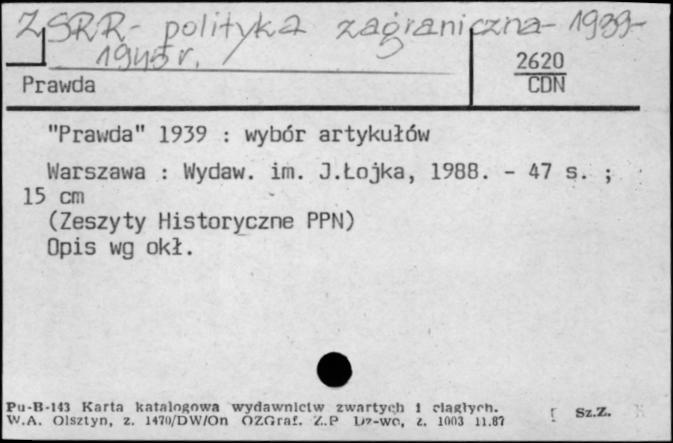 ZSRR - polityka zagraniczna - 1939-
1945 r.
2620
CDN
Prawda
"Prawda" 1939 : wybór artykułów
Warszawa : Wydaw. im. J.Łojka, 1988. - 47 s. ;
15 cm
(Zeszyty Historyczne PPN)
Opis wg okł.
Pu-B-143 Karta katalogowa wydawnictw zwartych i ciągłych.
W.A. Olsztyn, z. 1470/DW/On OZGraf. Z.P Dz-wo, z. 1003 11.87
Sz.Z.